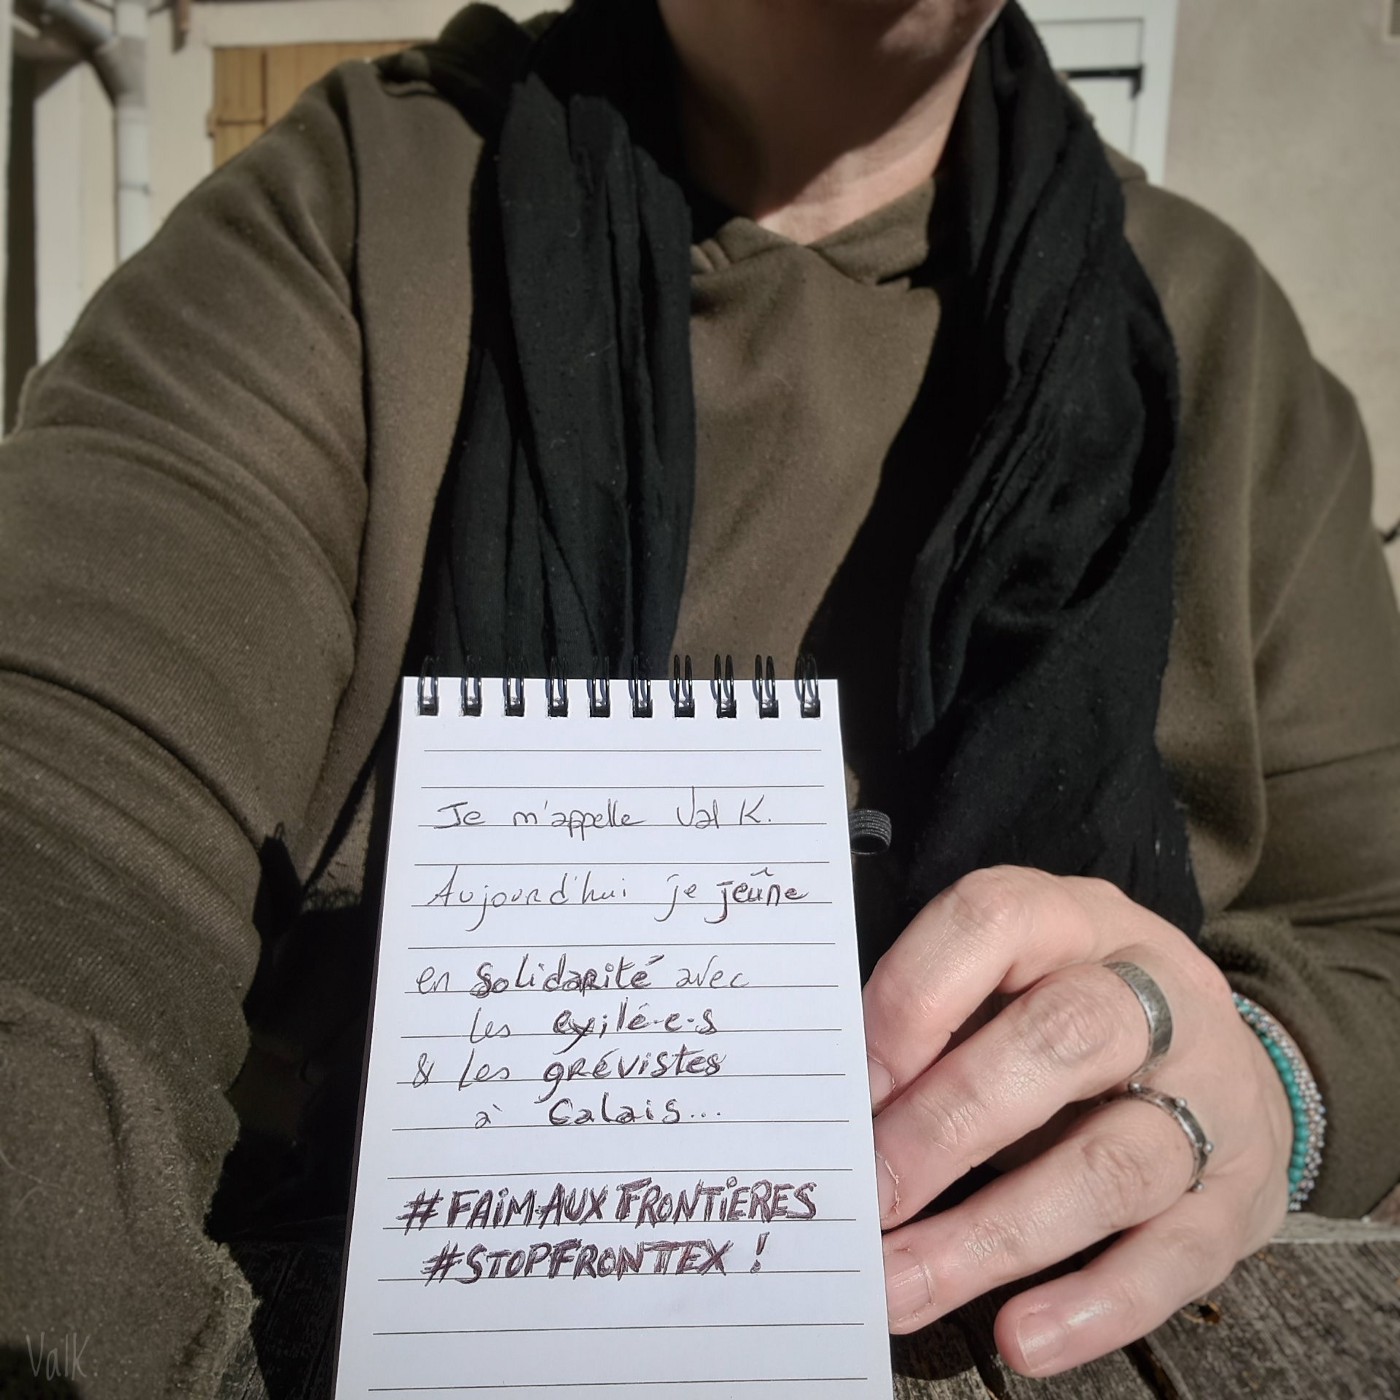 Je m'appelle Val K.
Aujourd'hui je jeûne
en solidarité avec
les exilé-e-s
& les grévistes
à Calais...
#FAIMAUXFRONTIERES
#STOPFRONTEX !
ValK.